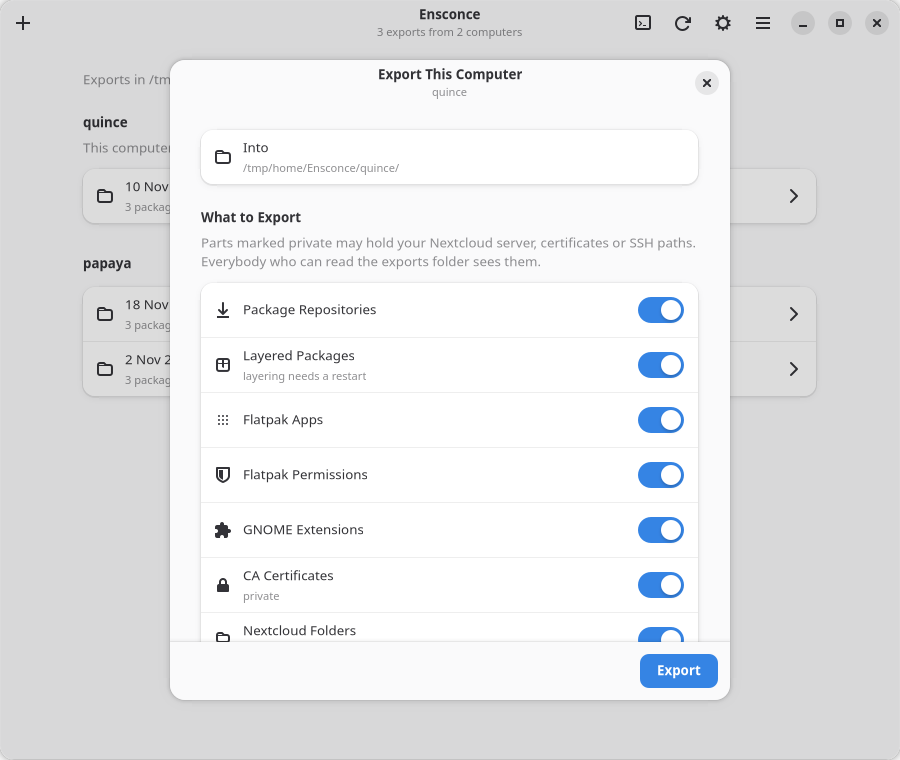 Ensconce
3 exports from 2 computers
Exports in /tm
quince
This computer
10 Nov
3 packag
papaya
18 Nov
3 packag
2 Nov 2
3 packag
Export This Computer
quince
Into
/tmp/home/Ensconce/quince/
What to Export
Parts marked private may hold your Nextcloud server, certificates or SSH paths.
Everybody who can read the exports folder sees them.
Package Repositories
Layered Packages
layering needs a restart
Flatpak Apps
Flatpak Permissions
GNOME Extensions
CA Certificates
private
Nextcloud Folders
Export